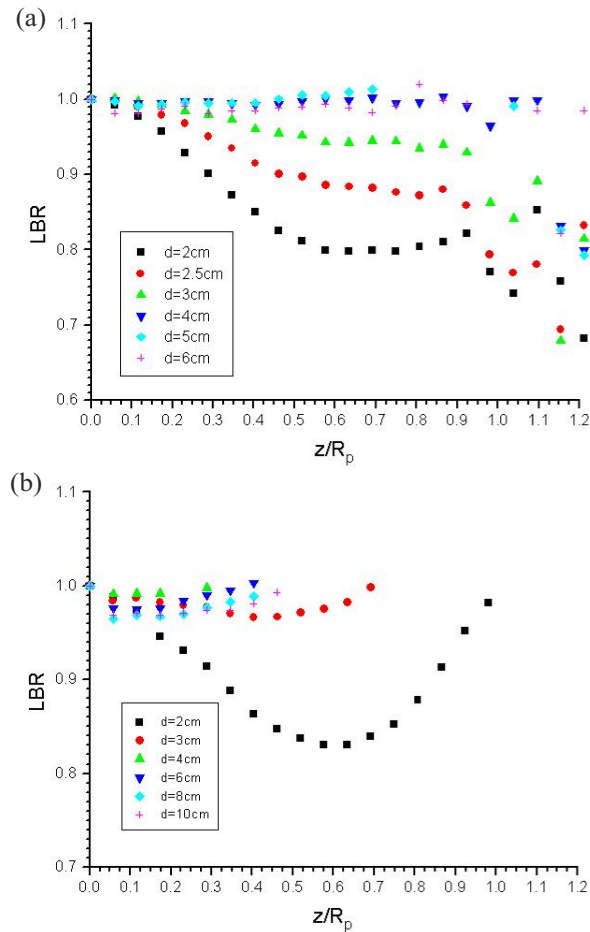 (a)
1.1
1.0
0.9
0.8
0.7
0.6
LBR
d=2cm
d=2.5cm
d=3cm
d=4cm
d=5cm
d=6cm
0.0 0.1 0.2 0.3 0.4 0.5 0.6 0.7 0.8 0.9 1.0 1.1 1.2
z/Rp
(b)
1.1
1.0
0.9
0.8
0.7
LBR
d=2cm
d=3cm
d=4cm
d=6cm
d=8cm
d=10cm
0.0 0.1 0.2 0.3 0.4 0.5 0.6 0.7 0.8 0.9 1.0 1.1 1.2
z/Rp